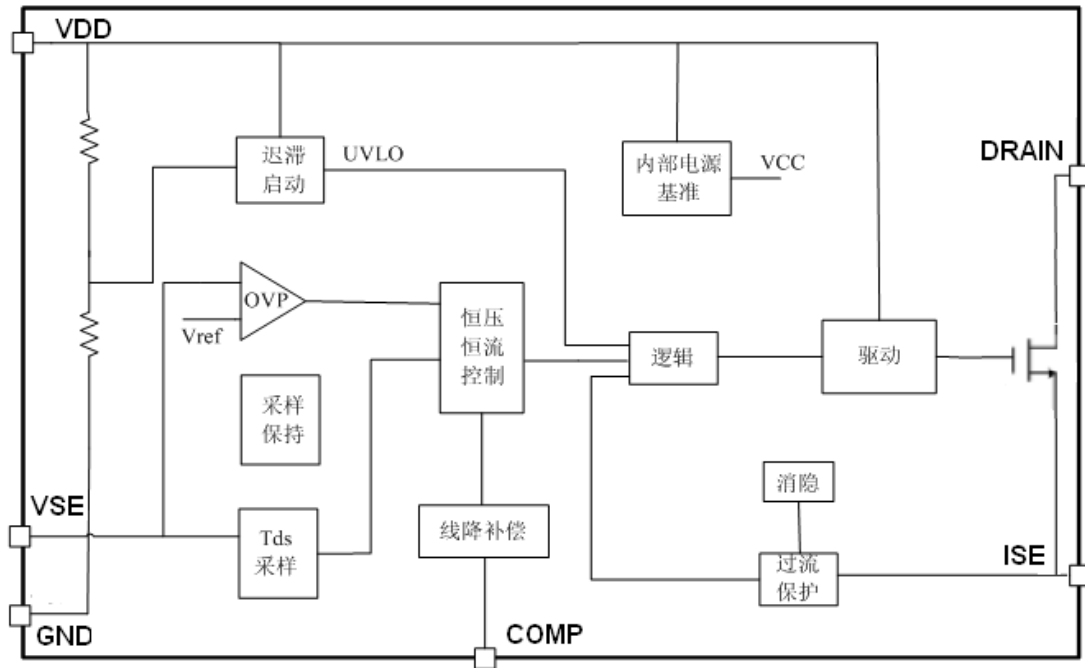 VDD
迟滞
启动
UVLO
内部电源
基准
VCC
DRAIN
OVP
Vref
恒压
恒流
控制
逻辑
驱动
采样
保持
消隐
VSE
Tds
采样
线降补偿
过流
保护
ISE
GND
COMP